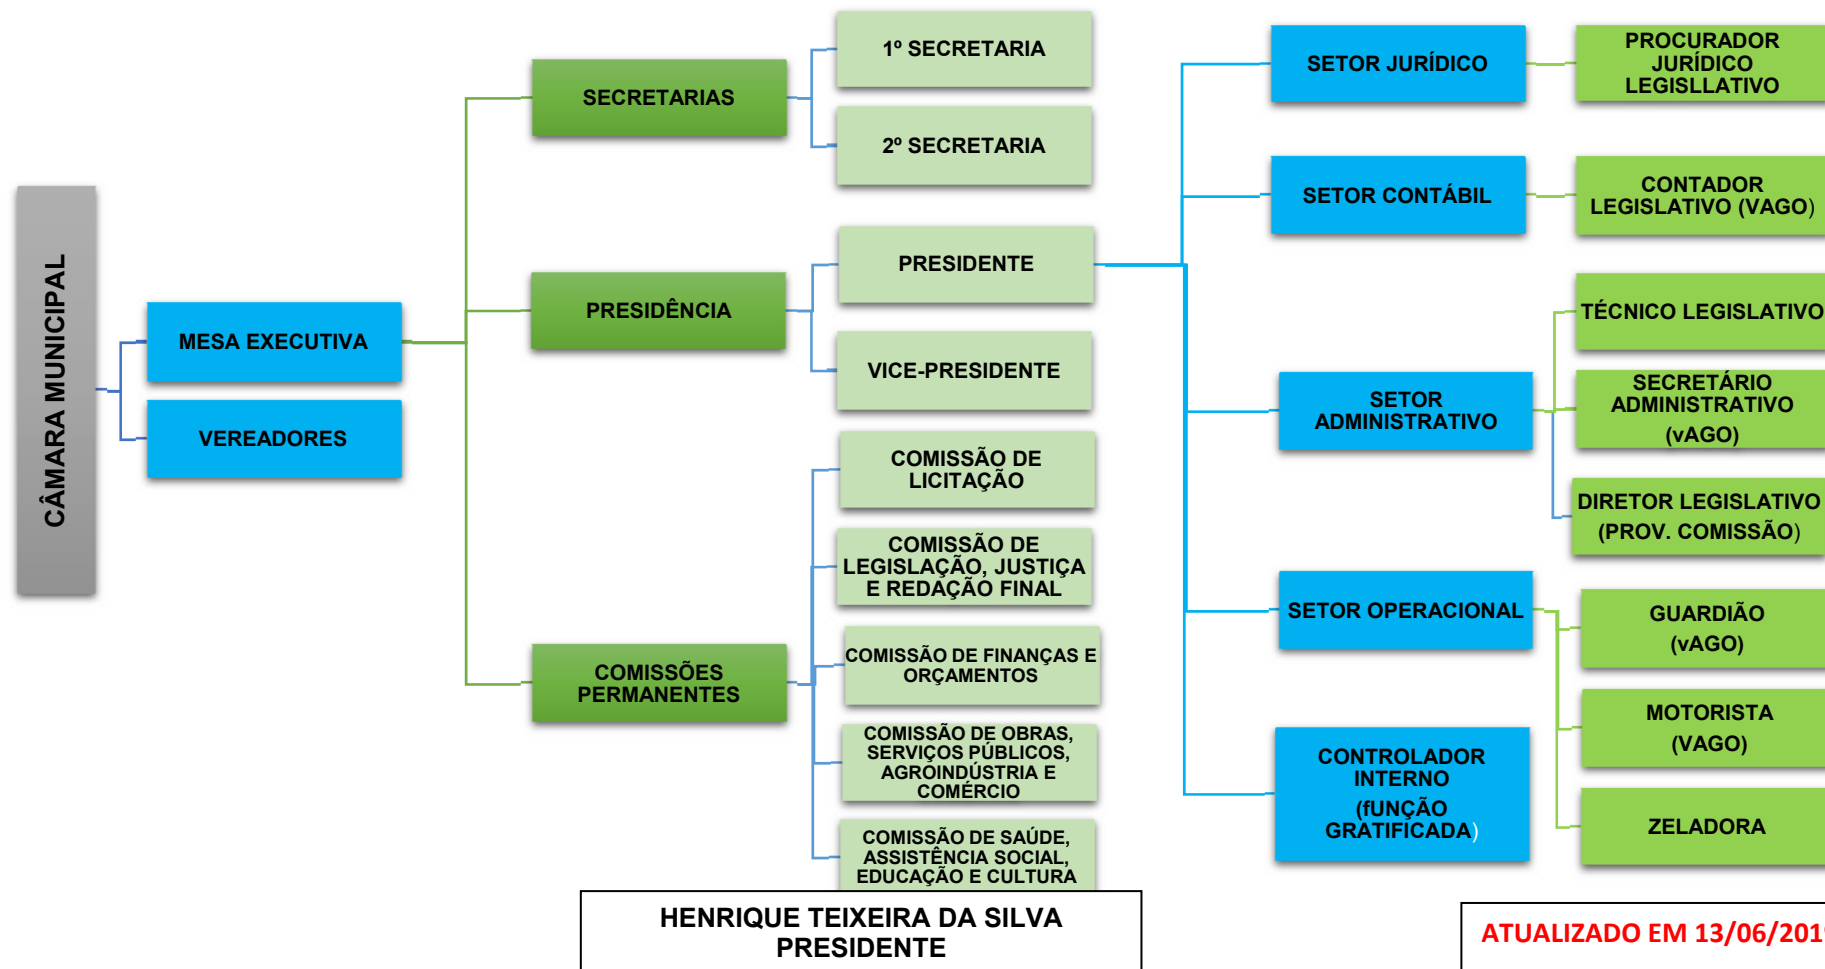 CÂMARA MUNICIPAL
MESA EXECUTIVA
VEREADORES
SECRETARIAS
PRESIDÊNCIA
COMISSÕES
PERMANENTES
1º SECRETARIA
2º SECRETARIA
PRESIDENTE
VICE-PRESIDENTE
COMISSÃO DE
LICITAÇÃO
COMISSÃO DE
LEGISLAÇÃO, JUSTIÇA
E REDAÇÃO FINAL
COMISSÃO DE FINANÇAS E
ORÇAMENTOS
COMISSÃO DE OBRAS,
SERVIÇOS PÚBLICOS,
AGROINDÚSTRIA E
COMÉRCIO
COMISSÃO DE SAÚDE,
ASSISTÊNCIA SOCIAL,
EDUCAÇÃO E CULTURA
SETOR JURÍDICO
SETOR CONTÁBIL
SETOR
ADMINISTRATIVO
SETOR OPERACIONAL
CONTROLADOR
INTERNO
(fUNÇÃO
GRATIFICADA)
PROCURADOR
JURÍDICO
LEGISLLATIVO
CONTADOR
LEGISLATIVO (VAGO)
TÉCNICO LEGISLATIVO
SECRETÁRIO
ADMINISTRATIVO
(vAGO)
DIRETOR LEGISLATIVO
(PROV. COMISSÃO)
GUARDIÃO
(vAGO)
MOTORISTA
(VAGO)
ZELADORA
HENRIQUE TEIXEIRA DA SILVA
PRESIDENTE
ATUALIZADO EM 13/06/201